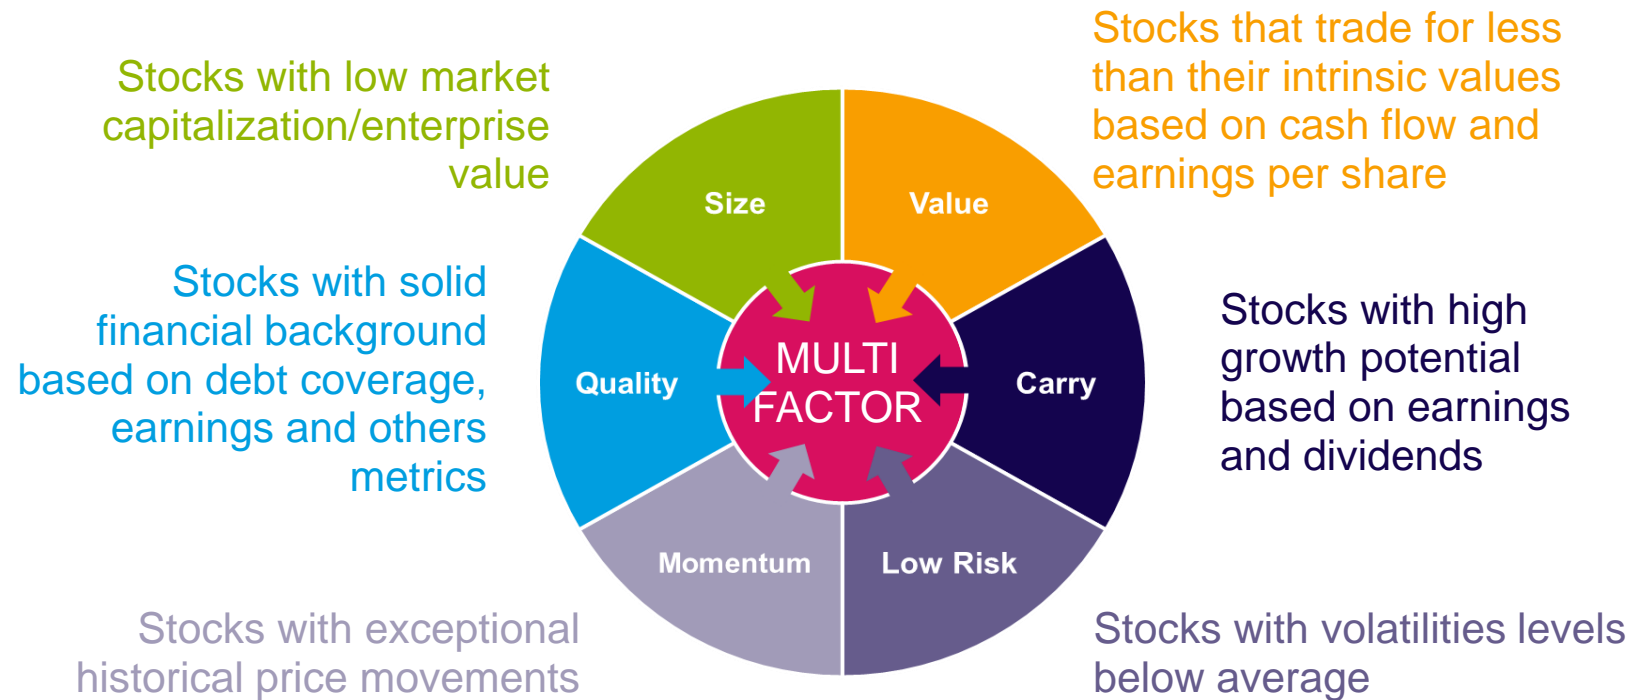 Stocks with low market
capitalization/enterprise
value
Stocks that trade for less
than their intrinsic values
based on cash flow and
earnings per share
Size
Value
Stocks with solid
financial background
based on debt coverage,
earnings and others
metrics
Quality
MULTI
FACTOR
Carry
Stocks with high
growth potential
based on earnings
and dividends
Momentum
Low Risk
Stocks with exceptional
historical price movements
Stocks with volatilities levels
below average